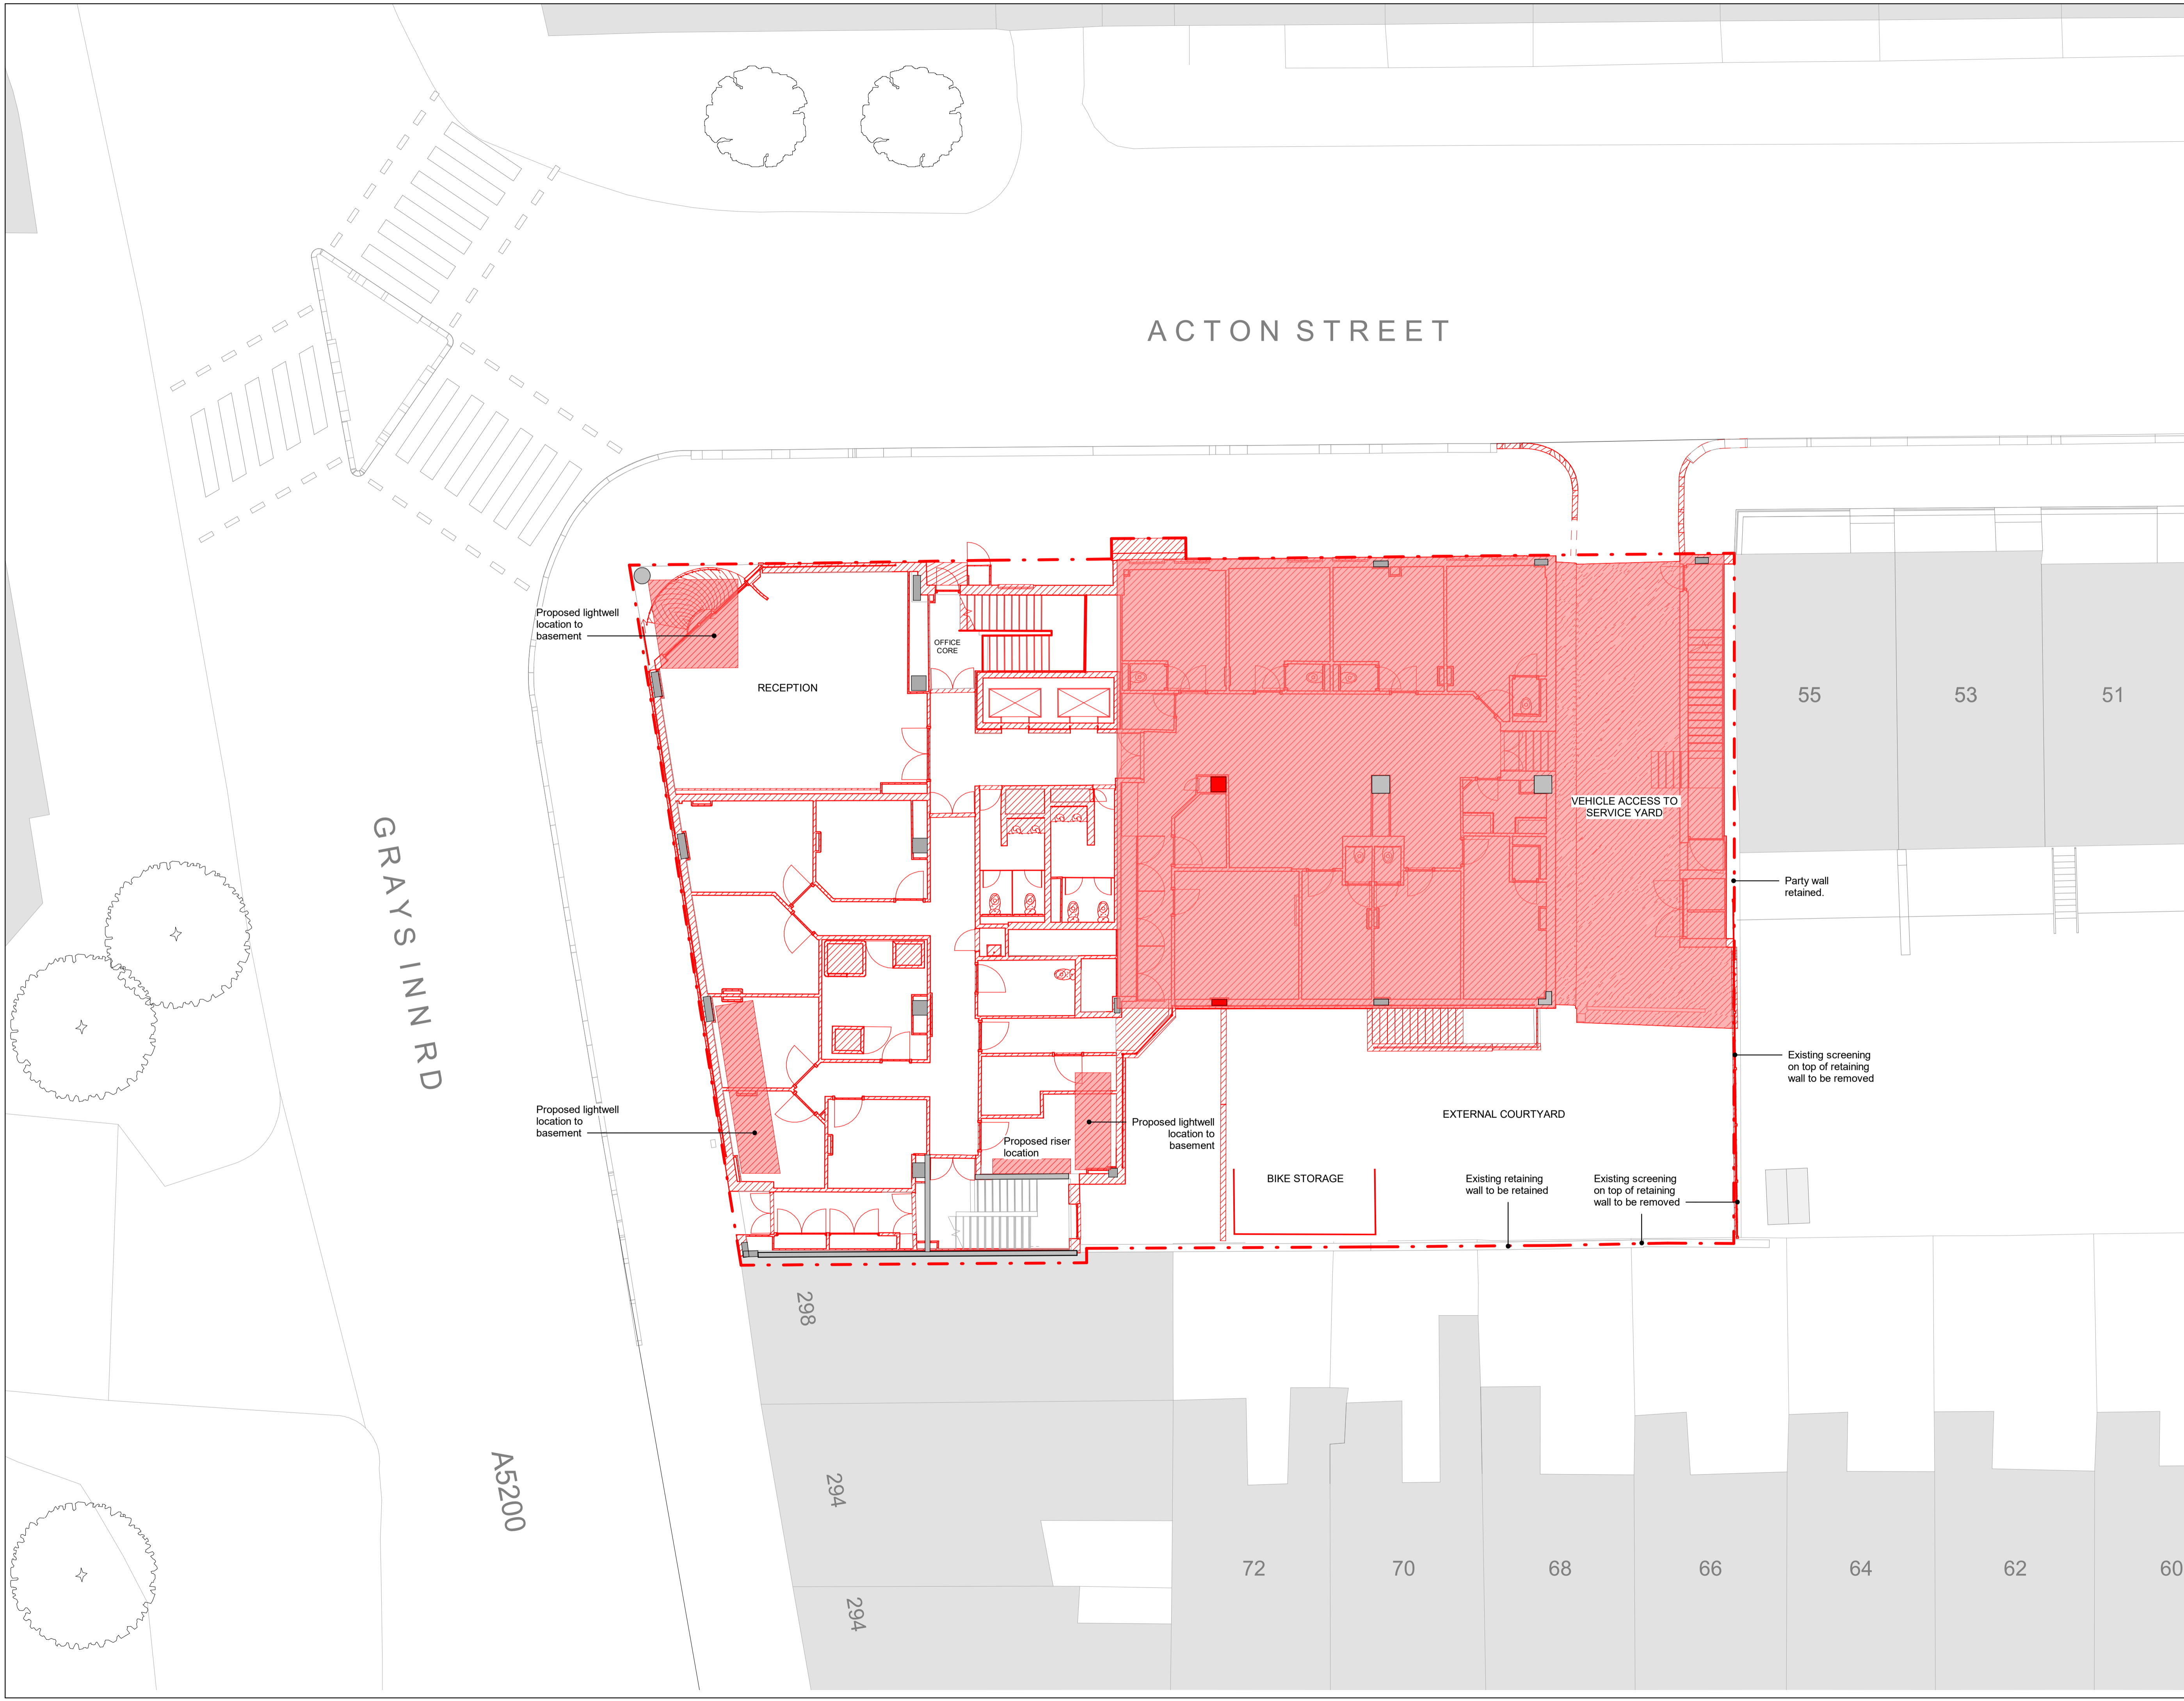 ACTON STREET
Proposed lightwell
location to
basement
OFFICE
CORE
RECEPTION
55
53
51
VEHICLE ACCESS TO
SERVICE YARD
GRAYS INN RD
Party wall
retained.
Existing screening
on top of retaining
wall to be removed
Proposed lightwell
location to
basement
Proposed lightwell
location to
basement
EXTERNAL COURTYARD
Proposed riser
location
BIKE STORAGE
Existing retaining
wall to be retained
Existing screening
on top of retaining
wall to be removed
298
A5200
294
294
72
70
68
66
64
62
60